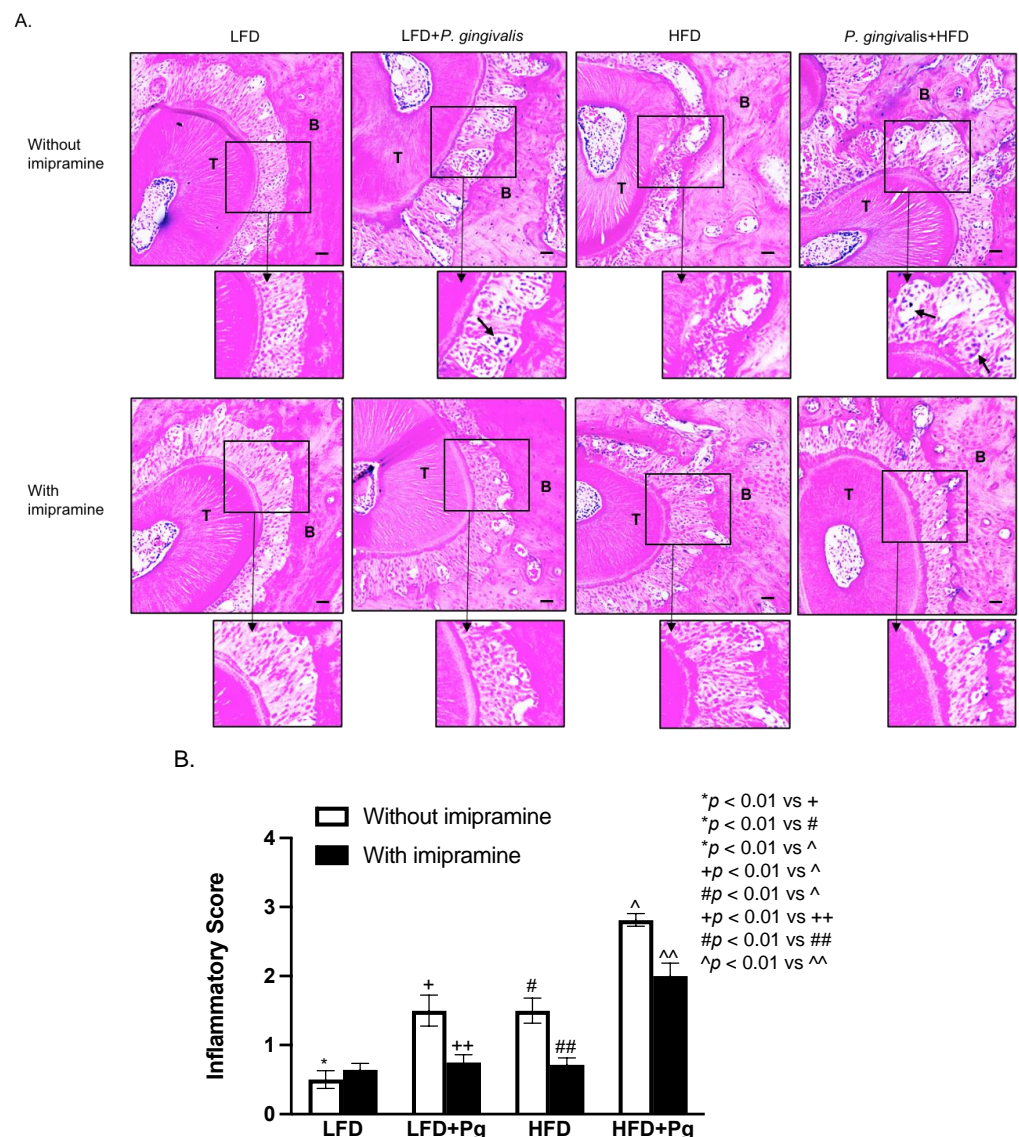 A.
LFD
LFD+P. gingivalis
HFD
P. gingivalis+HFD
Without
imipramine
T
B
T
B
T
B
T
B
With
imipramine
T
B
T
B
T
B
T
B
B.
Without imipramine
With imipramine
*p < 0.01 vs +
*p < 0.01 vs #
*p < 0.01 vs ^
+p < 0.01 vs ^
#p < 0.01 vs ^
+p < 0.01 vs ++
#p < 0.01 vs ##
^p < 0.01 vs ^^
Inflammatory Score
4
3
2
1
0
*
+
++
#
##
^
^^
LFD
LFD+Pg
HFD
HFD+Pg